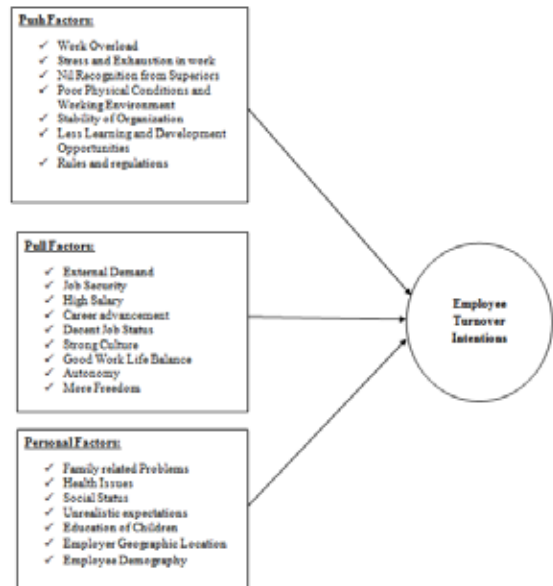 Push Factors:
✓ Work Overload
✓ Stress and Exhaustion in work
✓ Nil Recognition from Superiors
✓ Poor Physical Conditions and
Working Environment
✓ Stability of Organization
✓ Less Learning and Development
Opportunities
✓ Rules and regulations
Pull Factors:
✓ External Demand
✓ Job Security
✓ High Salary
✓ Career advancement
✓ Decent Job Status
✓ Strong Culture
✓ Good Work Life Balance
✓ Autonomy
✓ More Freedom
Employee
Turnover
Intentions
Personal Factors:
✓ Family related Problems
✓ Health Issues
✓ Social Status
✓ Unrealistic expectations
✓ Education of Children
✓ Employer Geographic Location
✓ Employee Demography